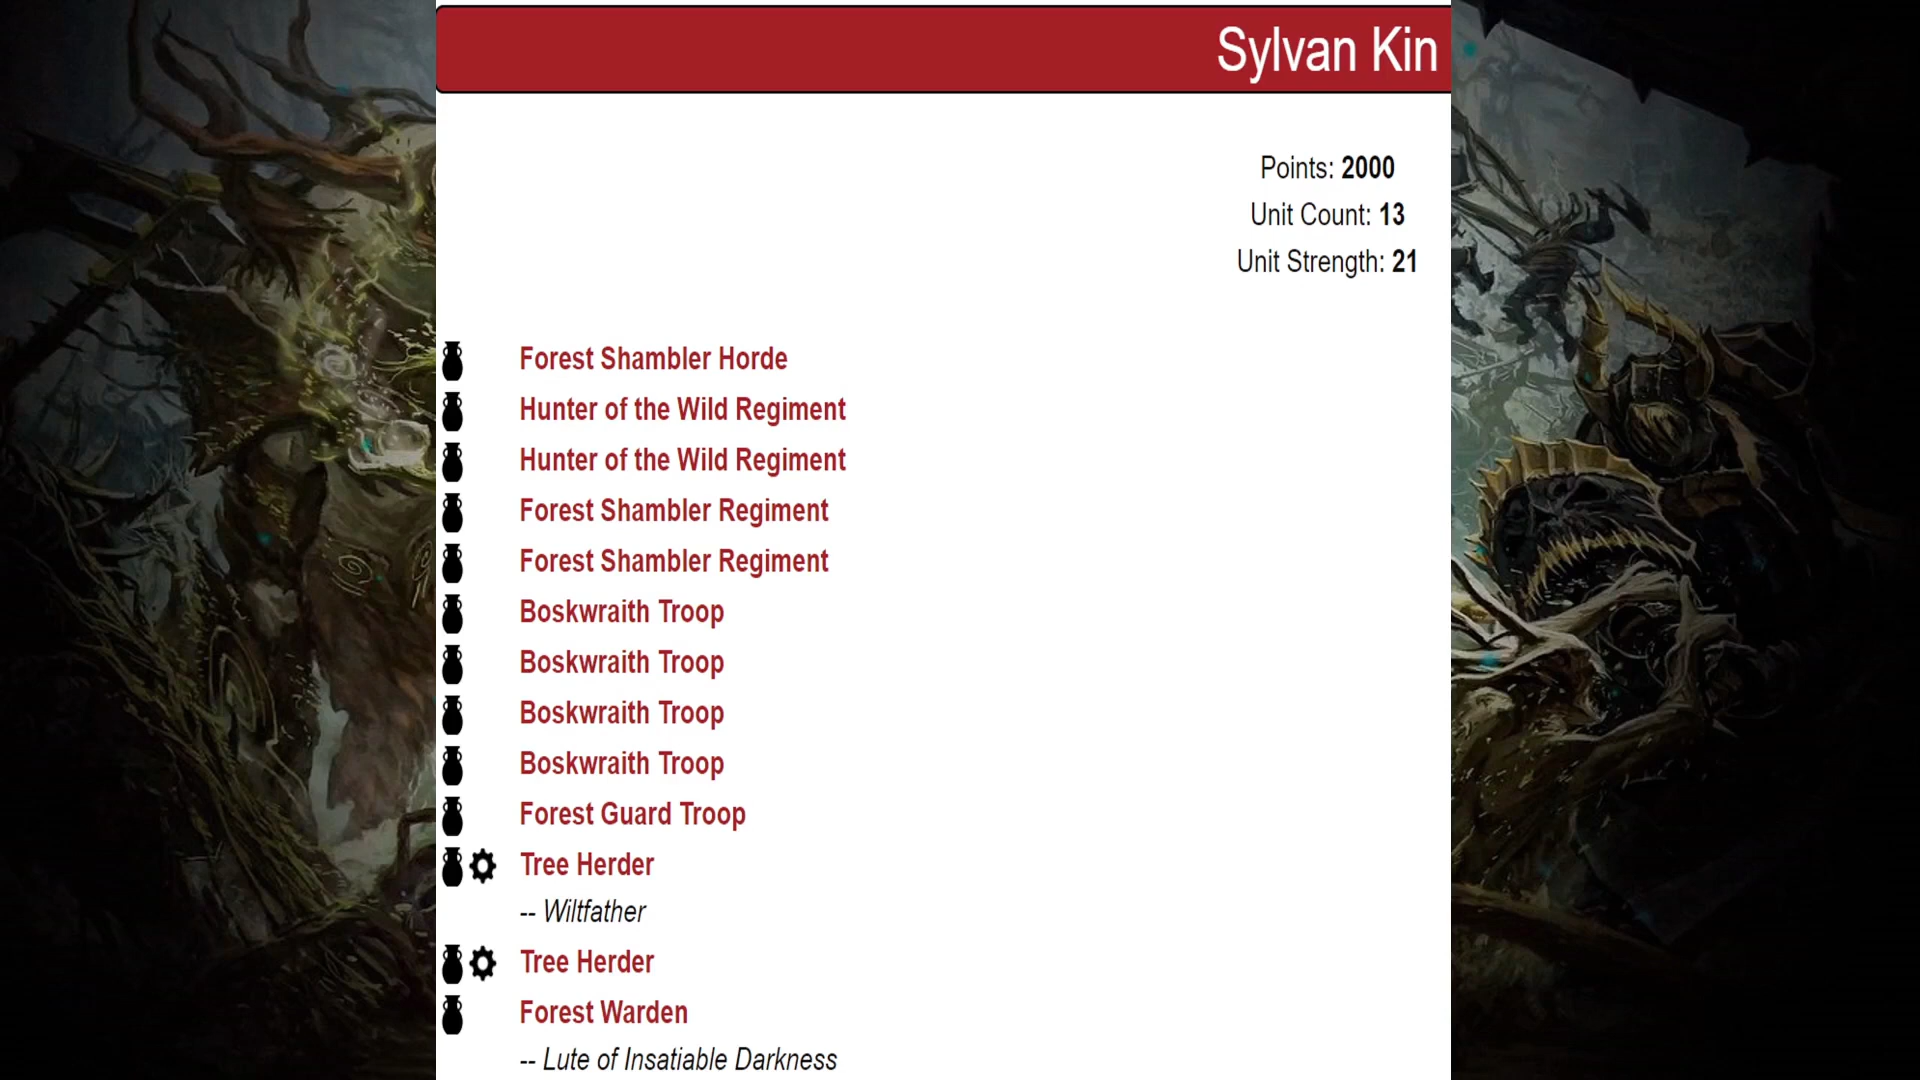 Sylvan Kin
Points: 2000
Unit Count: 13
Unit Strength: 21
Forest Shambler Horde
Hunter of the Wild Regiment
Hunter of the Wild Regiment
Forest Shambler Regiment
Forest Shambler Regiment
Boskwraith Troop
Boskwraith Troop
Boskwraith Troop
Boskwraith Troop
Forest Guard Troop
Tree Herder
-- Wiltfather
Tree Herder
Forest Warden
-- Lute of Insatiable Darkness